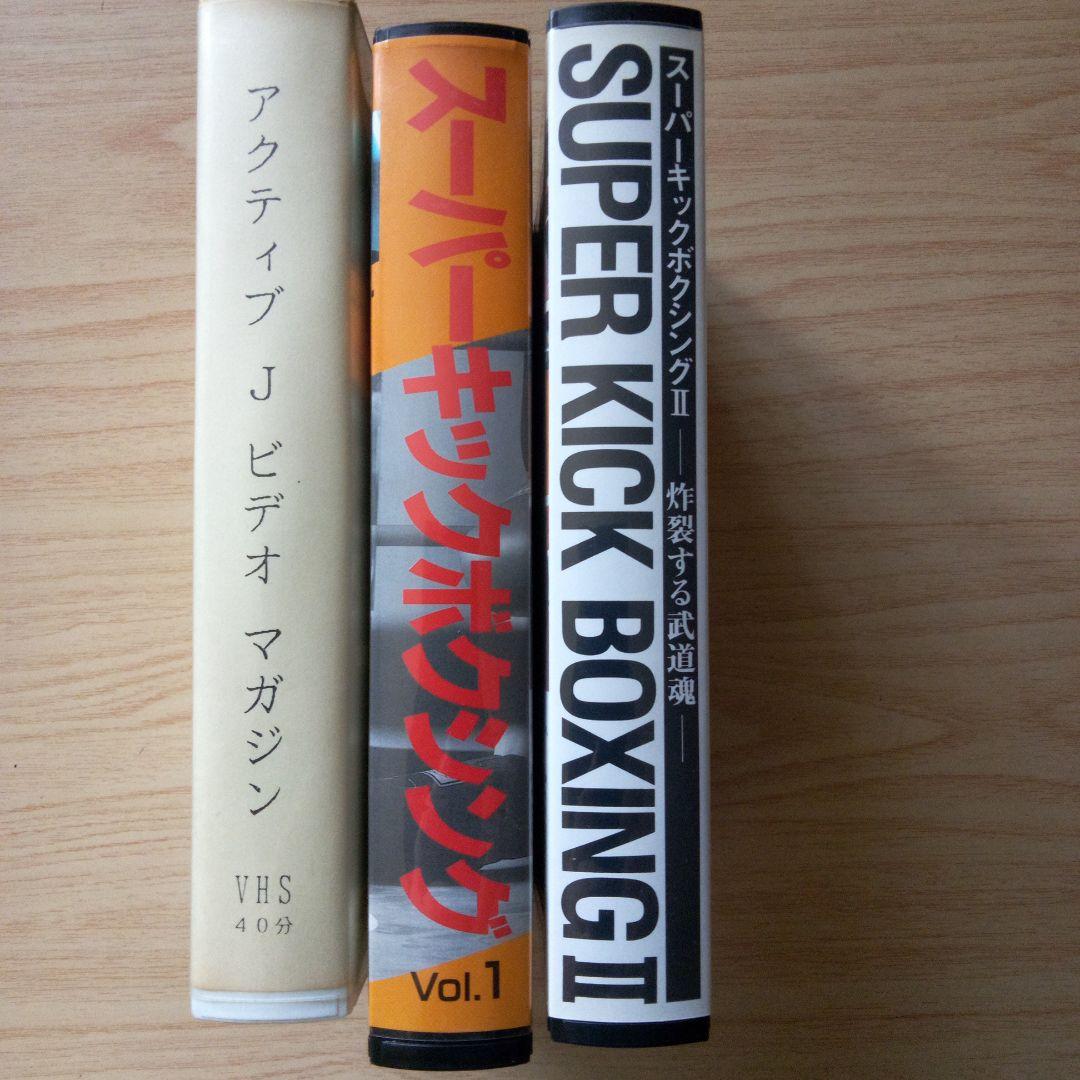 アクティブ J ビデオ マガジン
VHS
40分
スーパーキックボクシング
Vol.1
SUPER KICK BOXING II
スーパーキックボクシングII ―炸裂する武道魂―